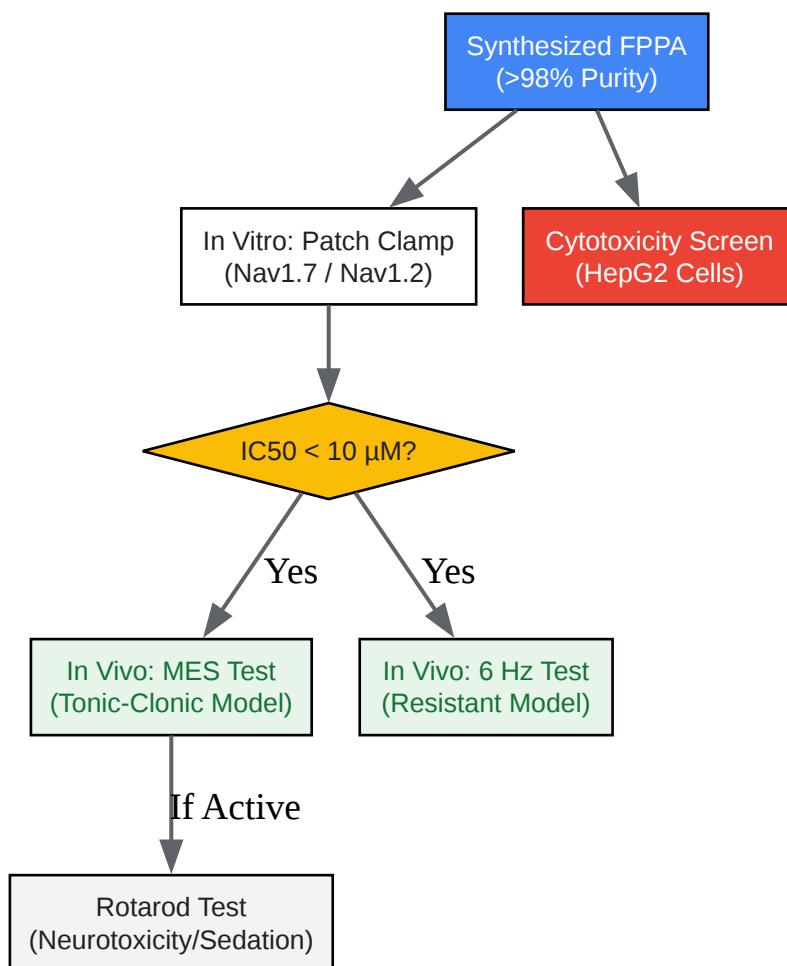 Synthesized FPPA
(>98% Purity)
In Vitro: Patch Clamp
(Nav1.7 / Nav1.2)
Cytotoxicity Screen
(HepG2 Cells)
IC50 < 10 µM?
Yes
Yes
In Vivo: MES Test
(Tonic-Clonic Model)
In Vivo: 6 Hz Test
(Resistant Model)
If Active
Rotarod Test
(Neurotoxicity/Sedation)